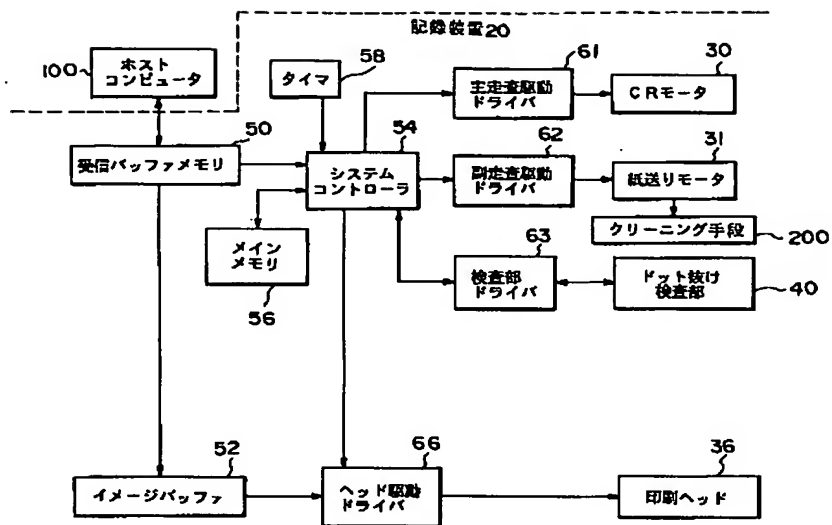 記録装置20
ホスト
コンピュータ
100
タイマ
58
61
主走査駆動
ドライバ
30
CRモータ
50
受信バッファメモリ
54
システム
コントローラ
62
副走査駆動
ドライバ
31
紙送りモータ
クリーニング手段
200
メイン
メモリ
56
63
検査部
ドライバ
ドット抜け
検査部
40
52
イメージバッファ
66
ヘッド駆動
ドライバ
36
印刷ヘッド